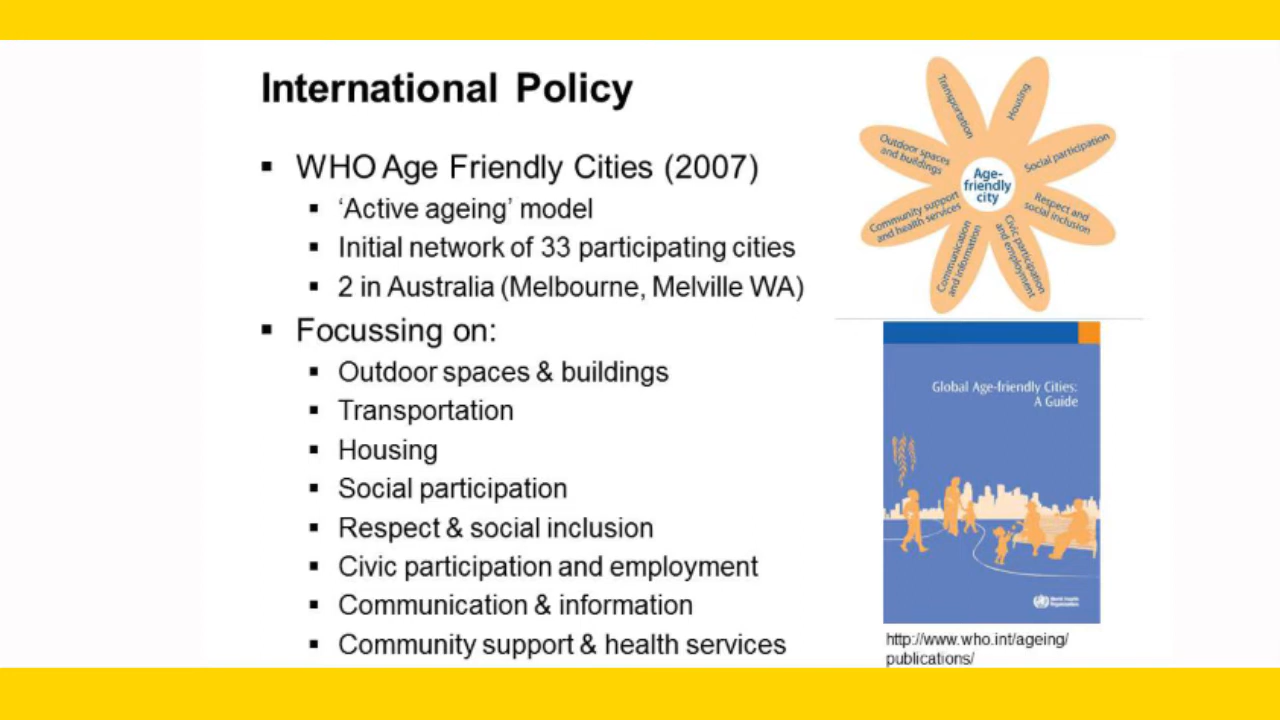 International Policy
▪ WHO Age Friendly Cities (2007)
▪ 'Active ageing' model
▪ Initial network of 33 participating cities
▪ 2 in Australia (Melbourne, Melville WA)
▪ Focussing on:
▪ Outdoor spaces & buildings
▪ Transportation
▪ Housing
▪ Social participation
▪ Respect & social inclusion
▪ Civic participation and employment
▪ Communication & information
▪ Community support & health services
Transportation
Housing
Social participation
Respect and
social inclusion
Civic participation
and employment
Communication
and information
Community support
and health services
Outdoor spaces
and buildings
Age-
friendly
city
Global Age-friendly Cities:
A Guide
World Health
Organization
http://www.who.int/ageing/
publications/